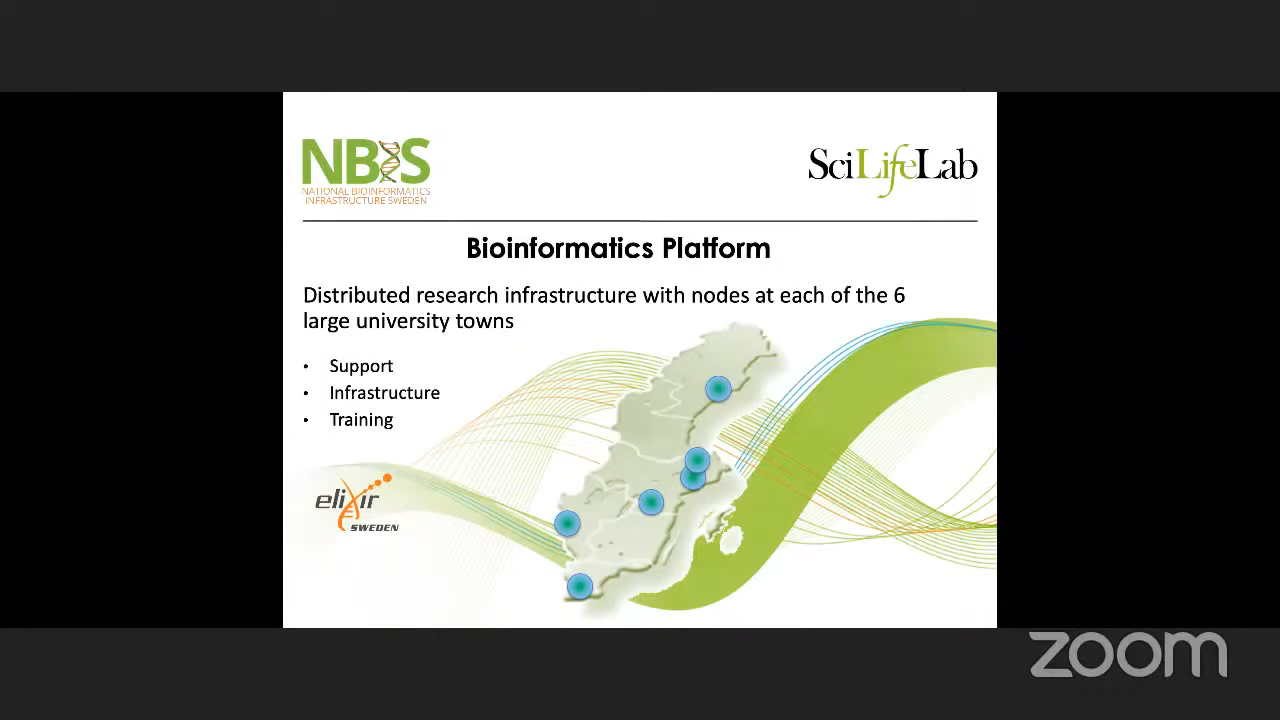 NBIS
NATIONAL BIOINFORMATICS
INFRASTRUCTURE SWEDEN
SciLifeLab
Bioinformatics Platform
Distributed research infrastructure with nodes at each of the 6
large university towns
• Support
• Infrastructure
• Training
elixir
SWEDEN
zoom